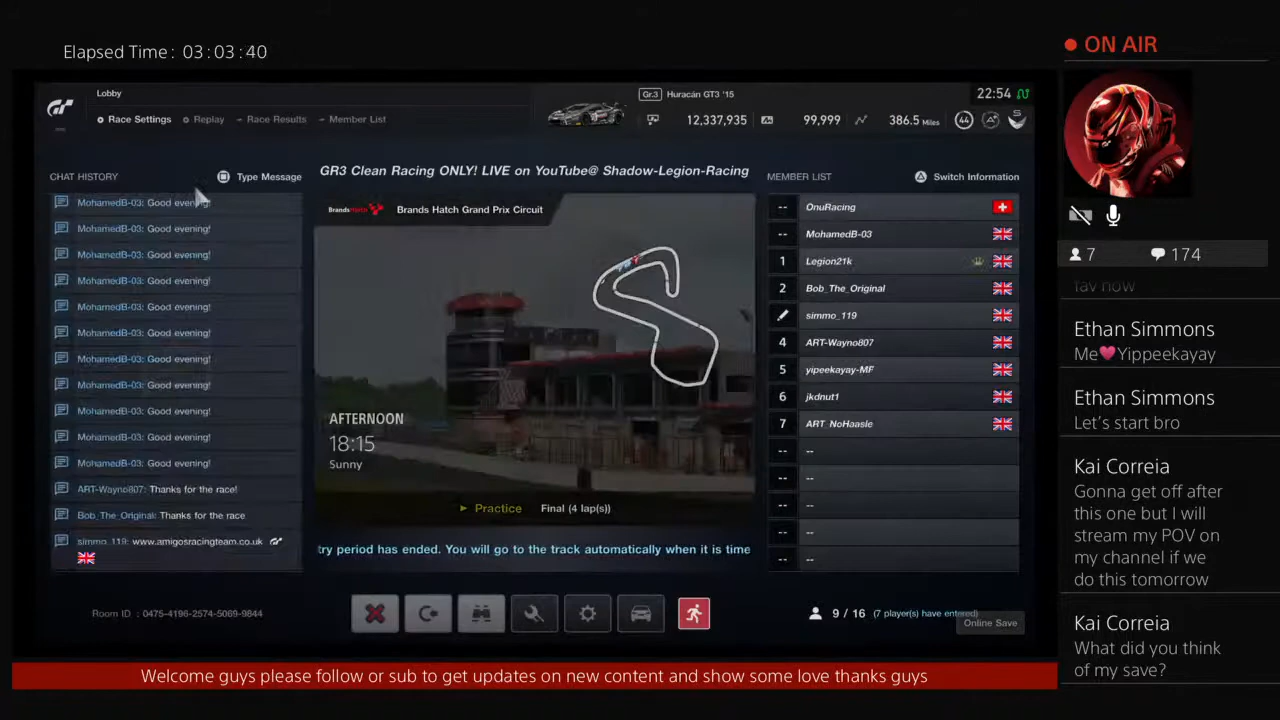 Elapsed Time: 03:03:40
ON AIR
Lobby
Race Settings
Replay
Race Results
Member List
Gr.3 Huracán GT3 '15
12,337,935
99,999
386.5 Miles
22:54
44
CHAT HISTORY
Type Message
MohamedB-03: Good evening!
MohamedB-03: Good evening!
MohamedB-03: Good evening!
MohamedB-03: Good evening!
MohamedB-03: Good evening!
MohamedB-03: Good evening!
MohamedB-03: Good evening!
MohamedB-03: Good evening!
MohamedB-03: Good evening!
MohamedB-03: Good evening!
MohamedB-03: Good evening!
ART-Wayno807: Thanks for the race!
Bob_The_Original: Thanks for the race
simmo_119: www.amigosracingteam.co.uk
GR3 Clean Racing ONLY! LIVE on YouTube@ Shadow-Legion-Racing
Brands Hatch Brands Hatch Grand Prix Circuit
AFTERNOON
18:15
Sunny
Practice
Final (4 lap(s))
try period has ended. You will go to the track automatically when it is time
MEMBER LIST
Switch Information
-- OnuRacing
-- MohamedB-03
1 Legion21k
2 Bob_The_Original
simmo_119
4 ART-Wayno807
5 yipeekayay-MF
6 jkdnut1
7 ART_NoHaasle
-- --
-- --
-- --
-- --
-- --
Room ID : 0475-4196-2574-5069-9844
9 / 16 (7 player(s) have entered)
Online Save
Welcome guys please follow or sub to get updates on new content and show some love thanks guys
7
174
fav now
Ethan Simmons
Me❤Yippeekayay
Ethan Simmons
Let's start bro
Kai Correia
Gonna get off after
this one but I will
stream my POV on
my channel if we
do this tomorrow
Kai Correia
What did you think
of my save?